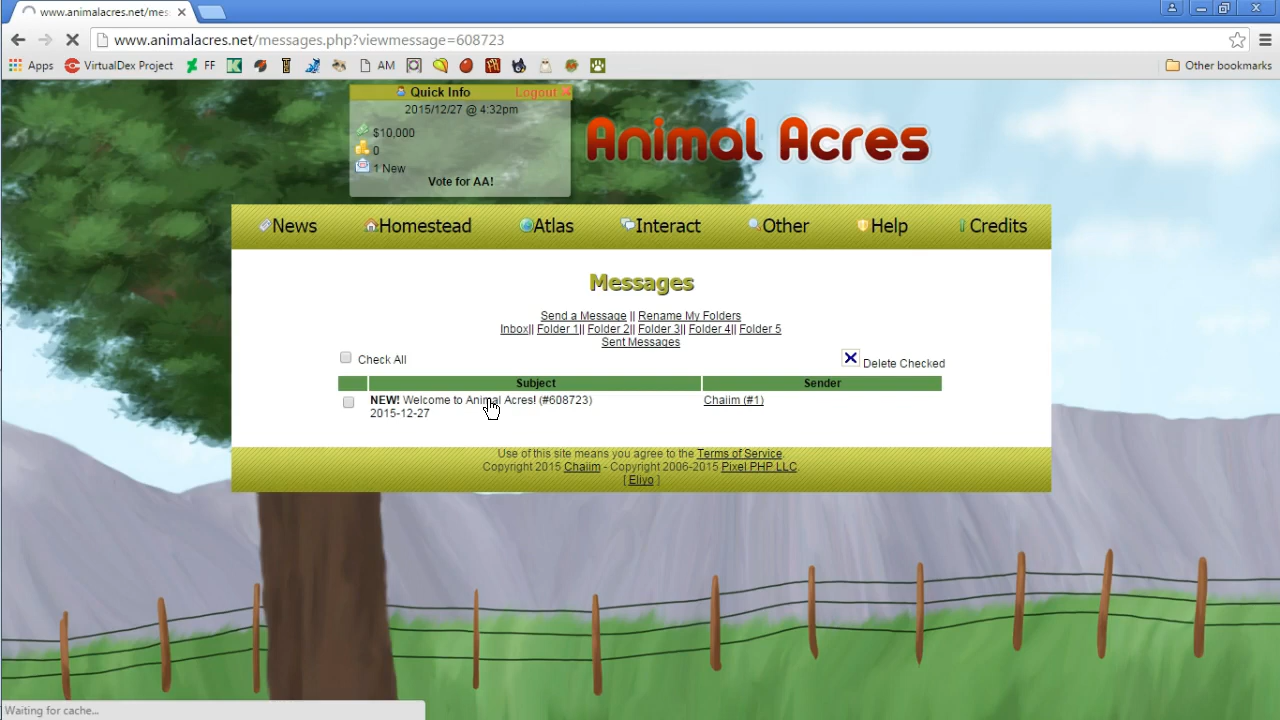 www.animalacres.net/mes
www.animalacres.net/messages.php?viewmessage=608723
Apps VirtualDex Project FF AM Other bookmarks
Quick Info Logout
2015/12/27 @ 4:32pm
$10,000
0
1 New
Vote for AA!
Animal Acres
News Homestead Atlas Interact Other Help Credits
Messages
Send a Message || Rename My Folders
Inbox|| Folder 1|| Folder 2|| Folder 3|| Folder 4|| Folder 5
Sent Messages
Check All Delete Checked
Subject Sender
NEW! Welcome to Animal Acres! (#608723) Chaiim (#1)
2015-12-27
Use of this site means you agree to the Terms of Service.
Copyright 2015 Chaiim - Copyright 2006-2015 Pixel PHP LLC.
[ Elivo ]
Waiting for cache...